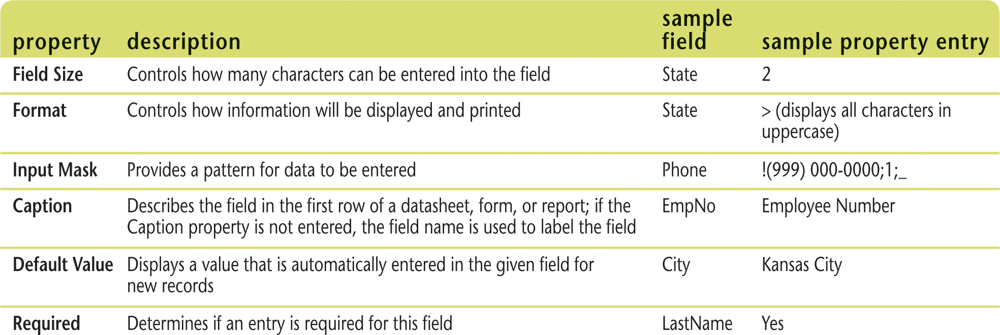 property description sample field sample property entry
Field Size Controls how many characters can be entered into the field State 2
Format Controls how information will be displayed and printed State > (displays all characters in
uppercase)
Input Mask Provides a pattern for data to be entered Phone !(999) 000-0000;1;_
Caption Describes the field in the first row of a datasheet, form, or report; if the EmpNo Employee Number
Caption property is not entered, the field name is used to label the field
Default Value Displays a value that is automatically entered in the given field for City Kansas City
new records
Required Determines if an entry is required for this field LastName Yes